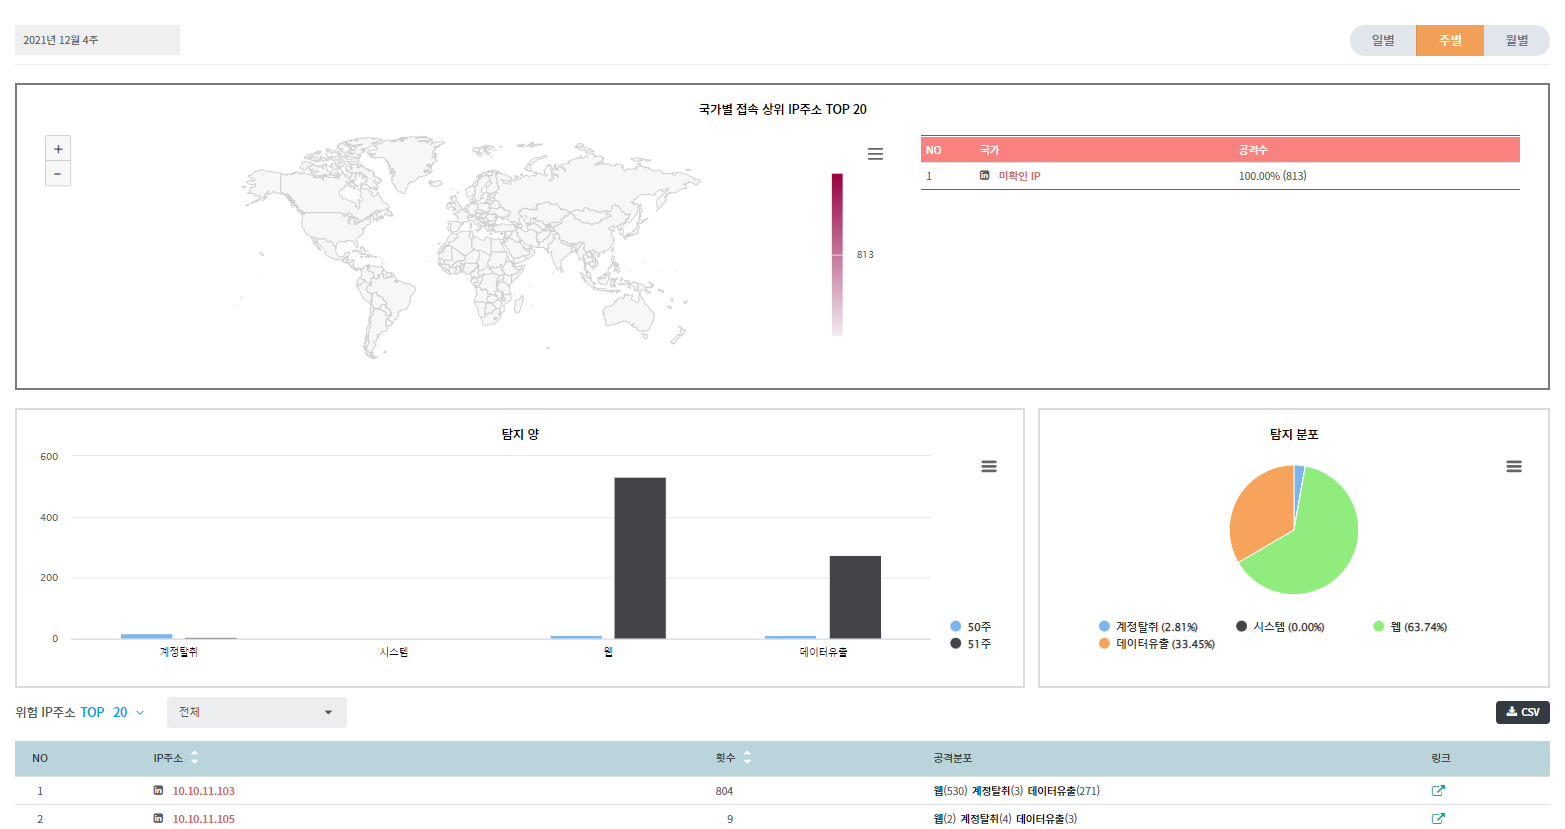 2021년 12월 4주
일별 주별 월별
국가별 접속 상위 IP주소 TOP 20
+
−
813
NO 국가 공격수
1 미확인 IP 100.00% (813)
탐지 양
600
400
200
0
계정탈취 시스템 웹 데이터유출
50주
51주
탐지 분포
계정탈취 (2.81%) 시스템 (0.00%) 웹 (63.74%)
데이터유출 (33.45%)
위험 IP주소 TOP 20 전체 CSV
NO IP주소 횟수 공격분포 링크
1 10.10.11.103 804 웹(530) 계정탈취(3) 데이터유출(271)
2 10.10.11.105 9 웹(2) 계정탈취(4) 데이터유출(3)